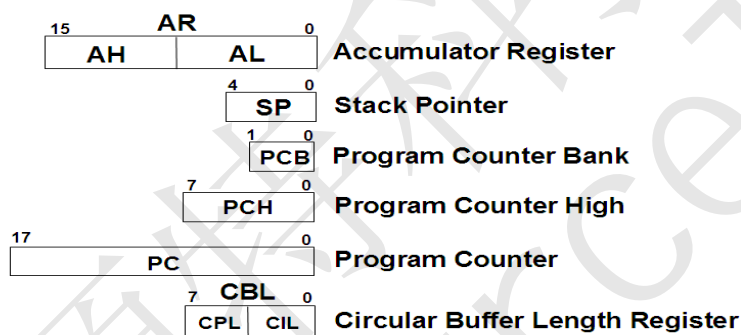 AR
15 0
AH AL Accumulator Register
4 0
SP Stack Pointer
1 0
PCB Program Counter Bank
7 0
PCH Program Counter High
17 0
PC Program Counter
CBL
7 0
CPL CIL Circular Buffer Length Register